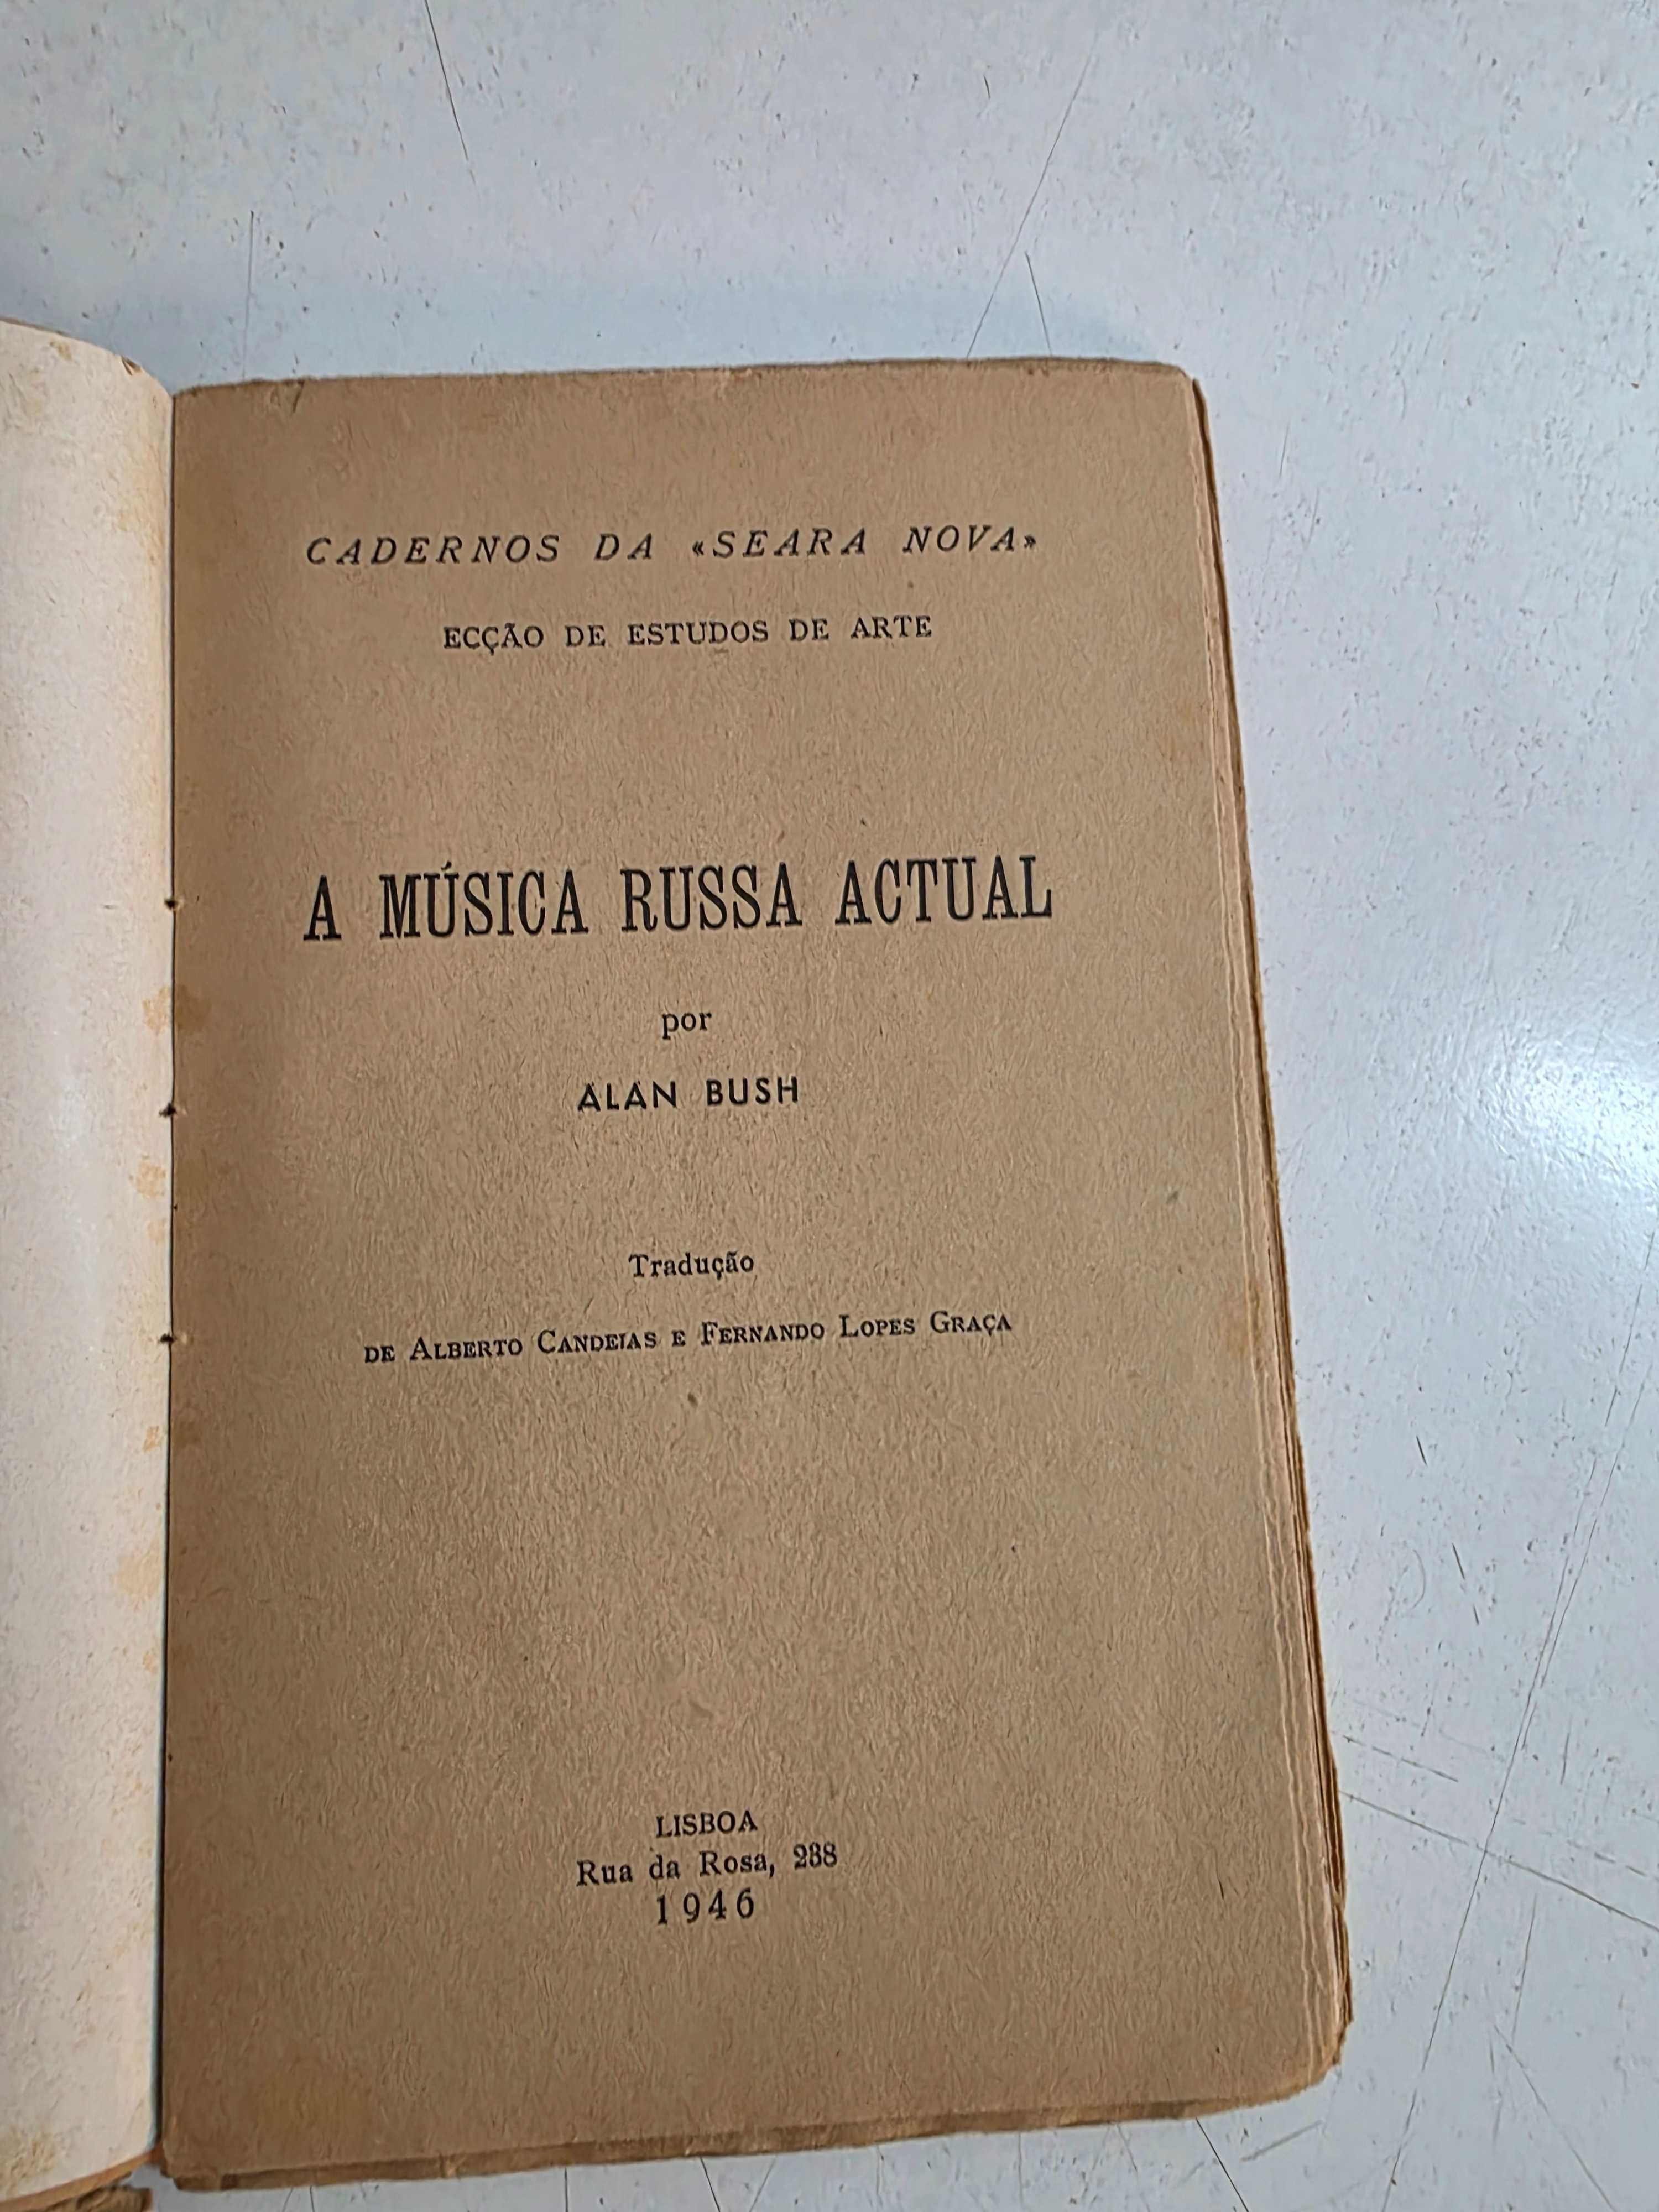 CADERNOS DA «SEARA NOVA»
ECÇÃO DE ESTUDOS DE ARTE
A MÚSICA RUSSA ACTUAL
por
ALAN BUSH
Tradução
DE ALBERTO CANDEIAS E FERNANDO LOPES GRAÇA
LISBOA
Rua da Rosa, 238
1946